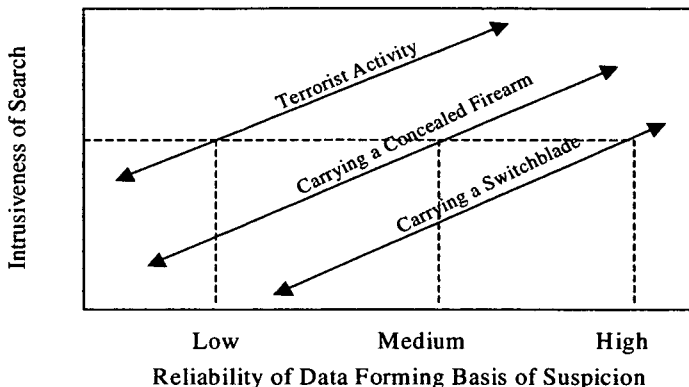 Intrusiveness of Search
Terrorist Activity
Carrying a Concealed Firearm
Carrying a Switchblade
Low Medium High
Reliability of Data Forming Basis of Suspicion